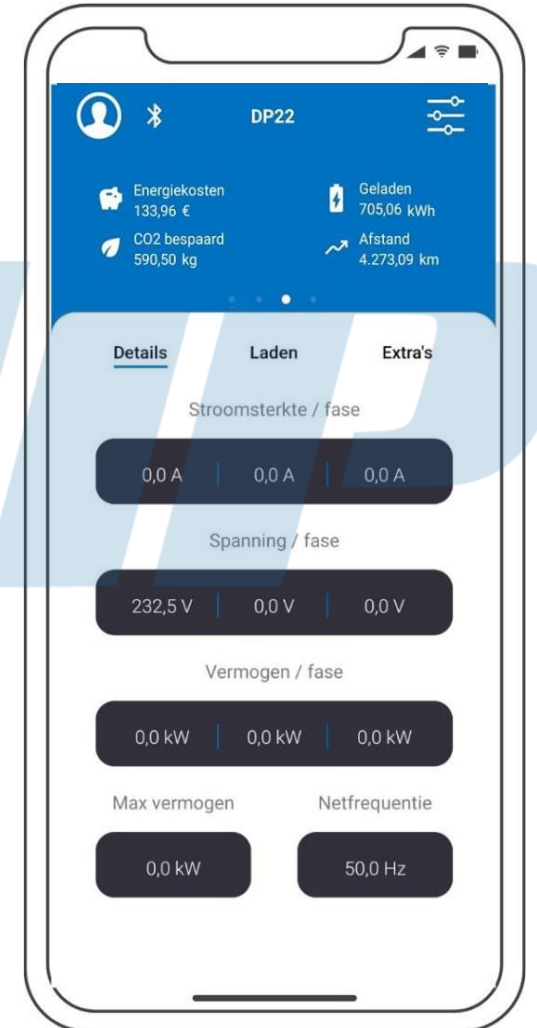 DP22
Energiekosten
133,96 €
Geladen
705,06 kWh
CO2 bespaard
590,50 kg
Afstand
4.273,09 km
Details Laden Extra's
Stroomsterkte / fase
0,0 A 0,0 A 0,0 A
Spanning / fase
232,5 V 0,0 V 0,0 V
Vermogen / fase
0,0 kW 0,0 kW 0,0 kW
Max vermogen Netfrequentie
0,0 kW 50,0 Hz